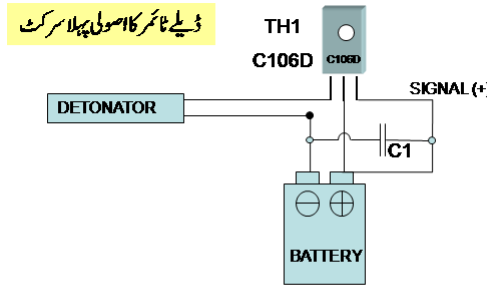 ڈیلے ٹائمر کا اصولی پہلا سرکٹ
TH1
C106D
C106D
SIGNAL (+)
DETONATOR
C1
BATTERY